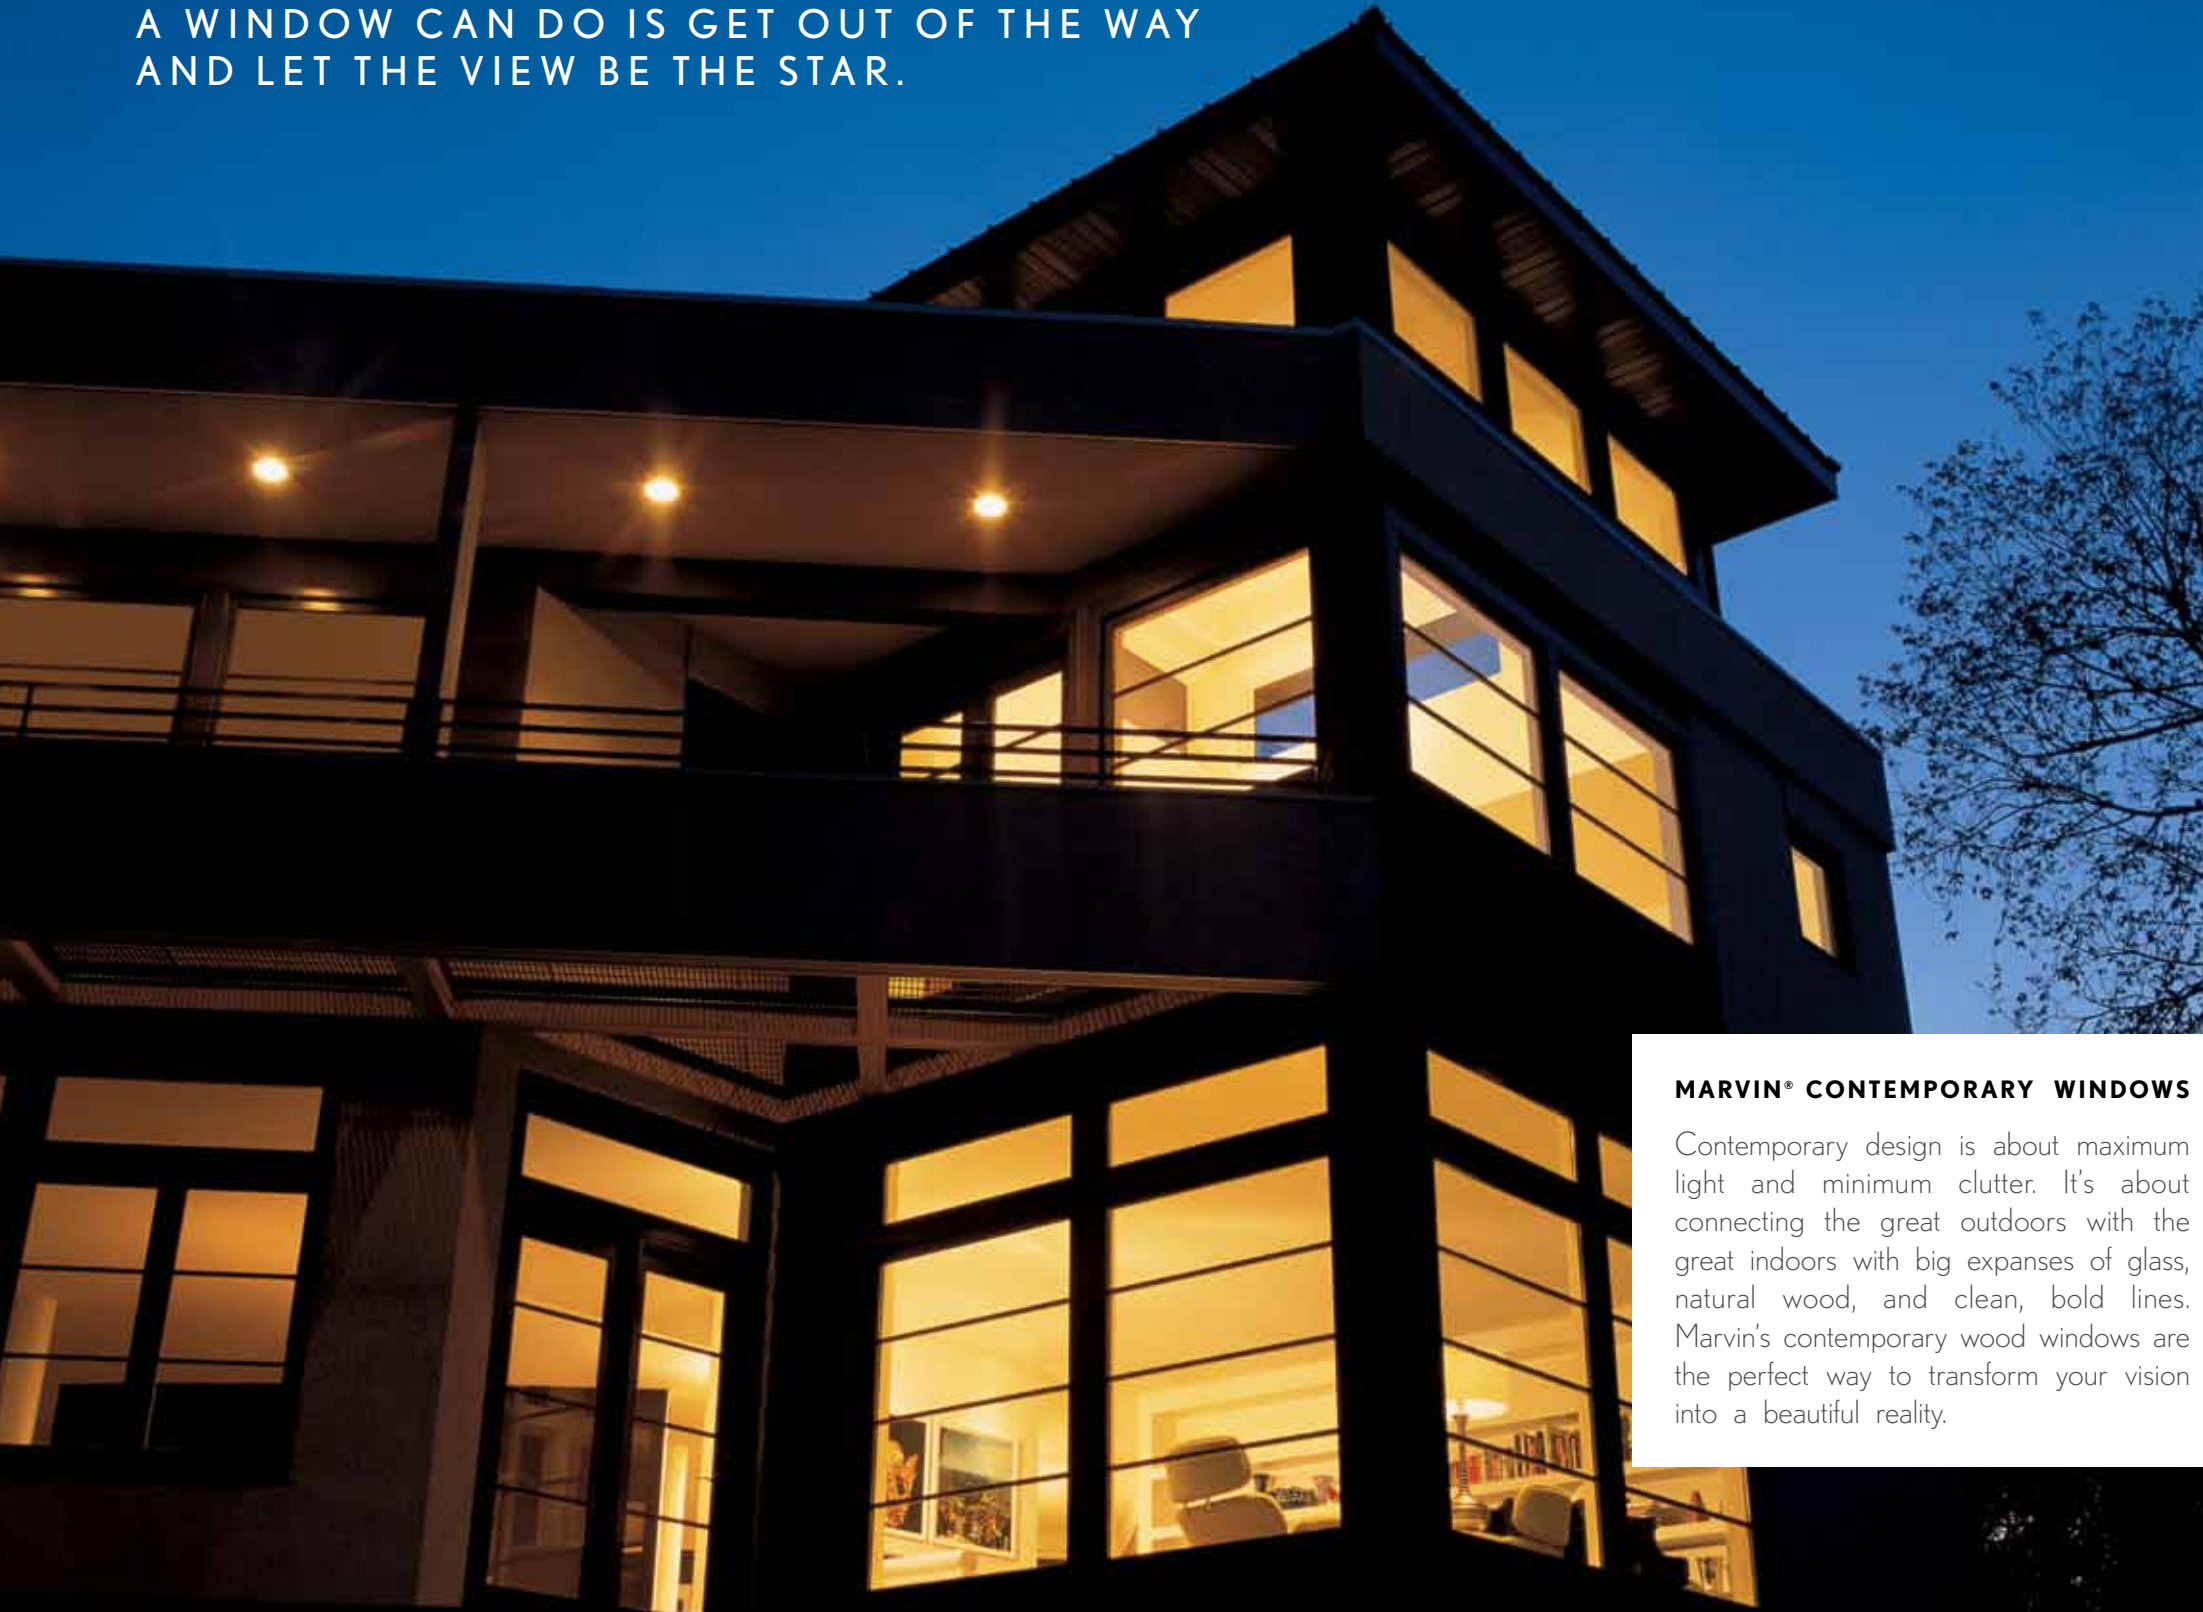 A WINDOW CAN DO IS GET OUT OF THE WAY
AND LET THE VIEW BE THE STAR.
MARVIN® CONTEMPORARY WINDOWS
Contemporary design is about maximum
light and minimum clutter. It's about
connecting the great outdoors with the
great indoors with big expanses of glass,
natural wood, and clean, bold lines.
Marvin's contemporary wood windows are
the perfect way to transform your vision
into a beautiful reality.